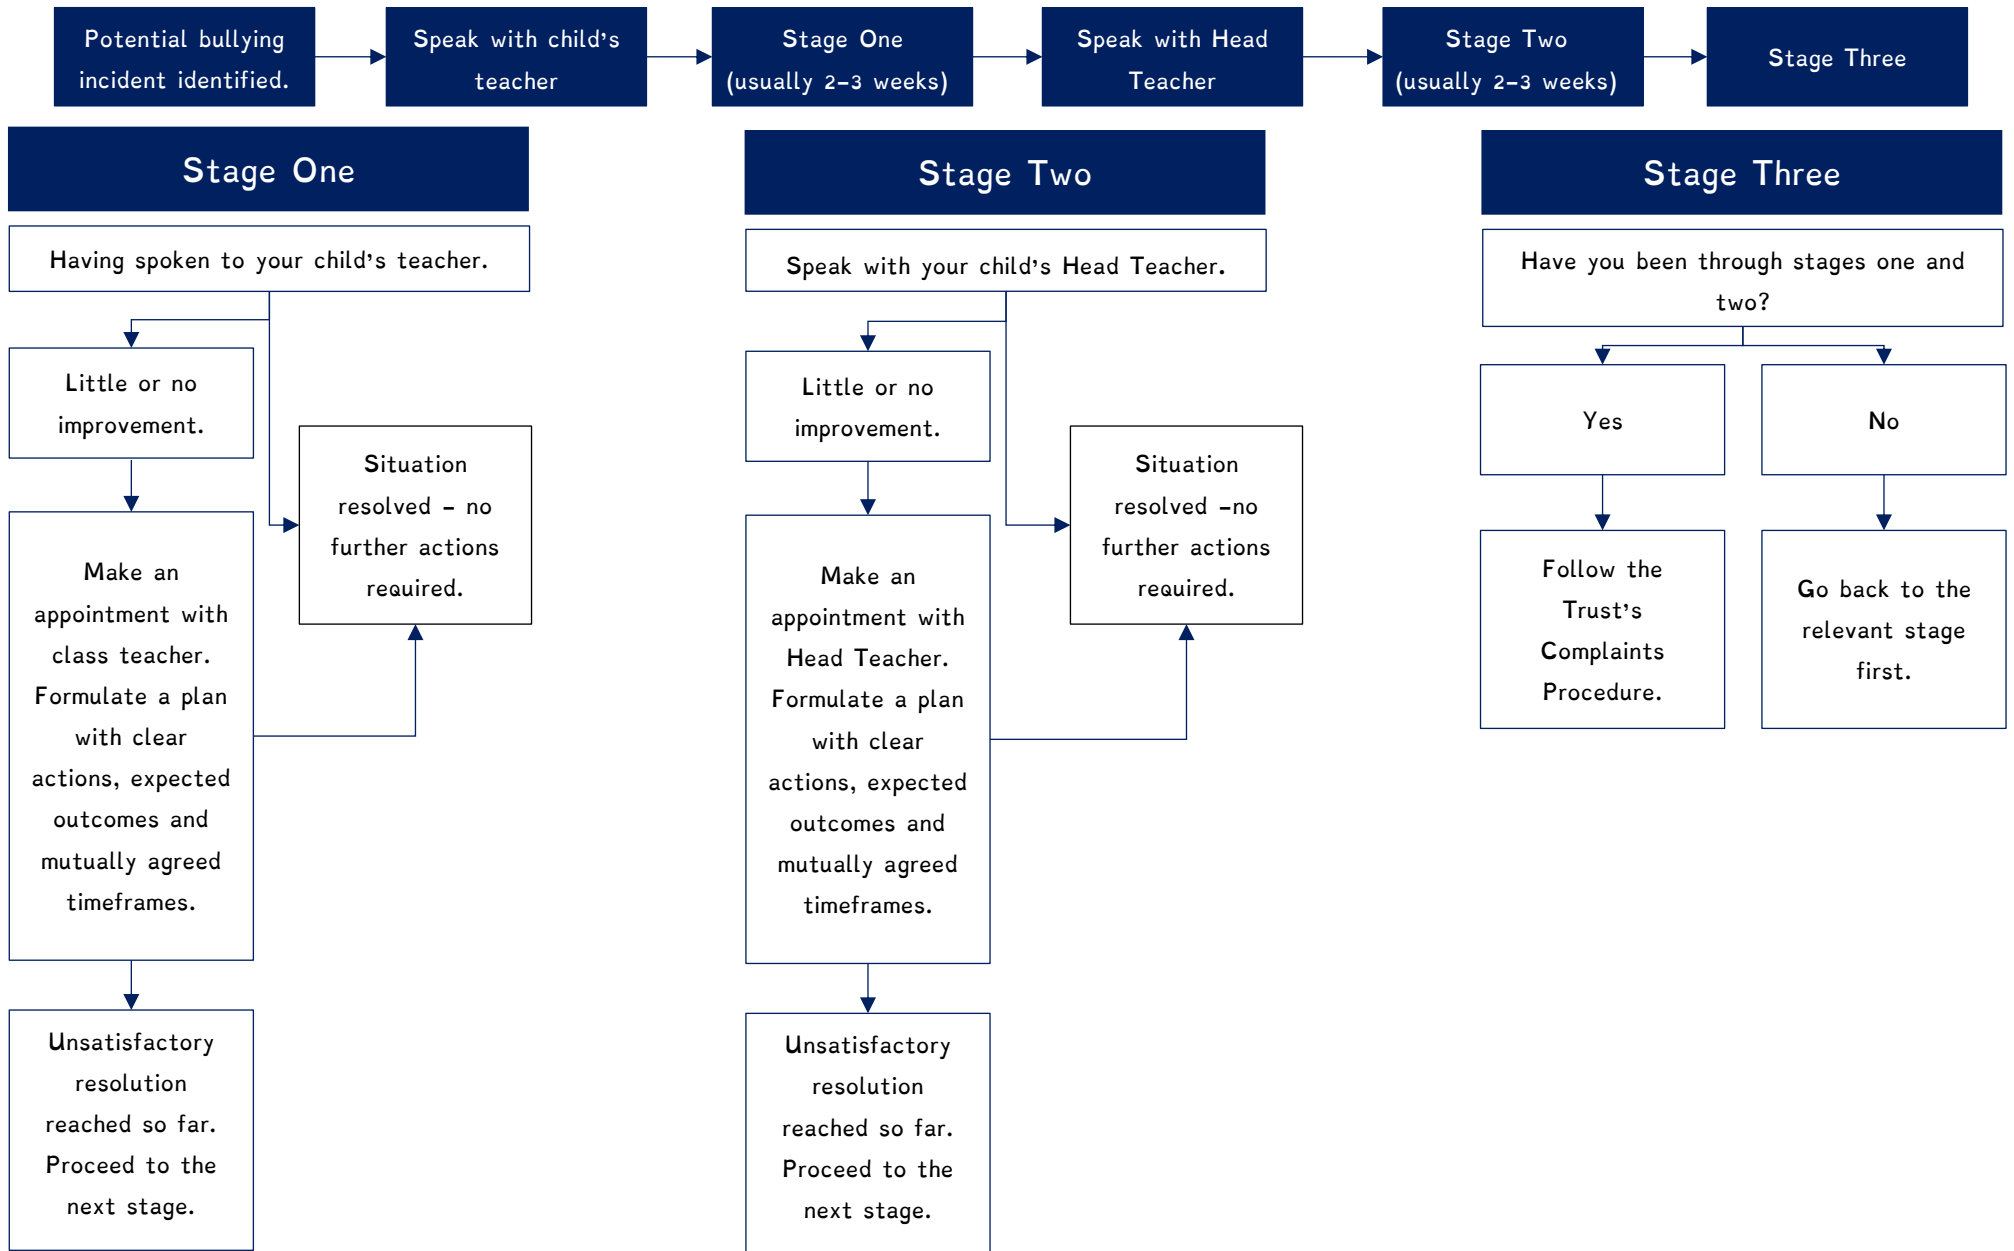 Potential bullying
incident identified.
Speak with child's
teacher
Stage One
(usually 2-3 weeks)
Speak with Head
Teacher
Stage Two
(usually 2-3 weeks)
Stage Three
Stage One
Having spoken to your child's teacher.
Little or no
improvement.
Situation
resolved – no
further actions
required.
Make an
appointment with
class teacher.
Formulate a plan
with clear
actions, expected
outcomes and
mutually agreed
timeframes.
Unsatisfactory
resolution
reached so far.
Proceed to the
next stage.
Stage Two
Speak with your child's Head Teacher.
Little or no
improvement.
Situation
resolved –no
further actions
required.
Make an
appointment with
Head Teacher.
Formulate a plan
with clear
actions, expected
outcomes and
mutually agreed
timeframes.
Unsatisfactory
resolution
reached so far.
Proceed to the
next stage.
Stage Three
Have you been through stages one and
two?
Yes
No
Follow the
Trust's
Complaints
Procedure.
Go back to the
relevant stage
first.